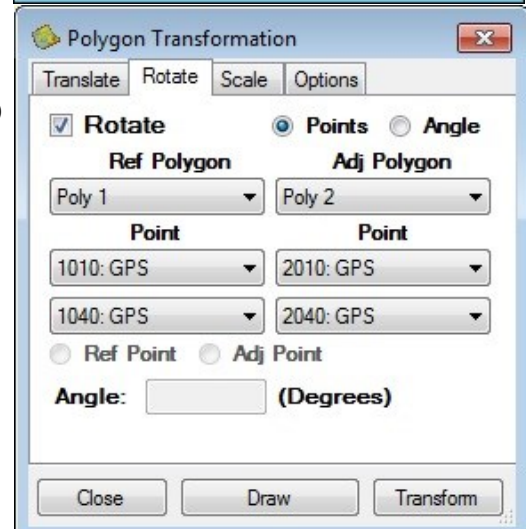 Polygon Transformation
Translate Rotate Scale Options
Rotate Points Angle
Ref Polygon Adj Polygon
Poly 1 Poly 2
Point Point
1010: GPS 2010: GPS
1040: GPS 2040: GPS
Ref Point Adj Point
Angle: (Degrees)
Close Draw Transform